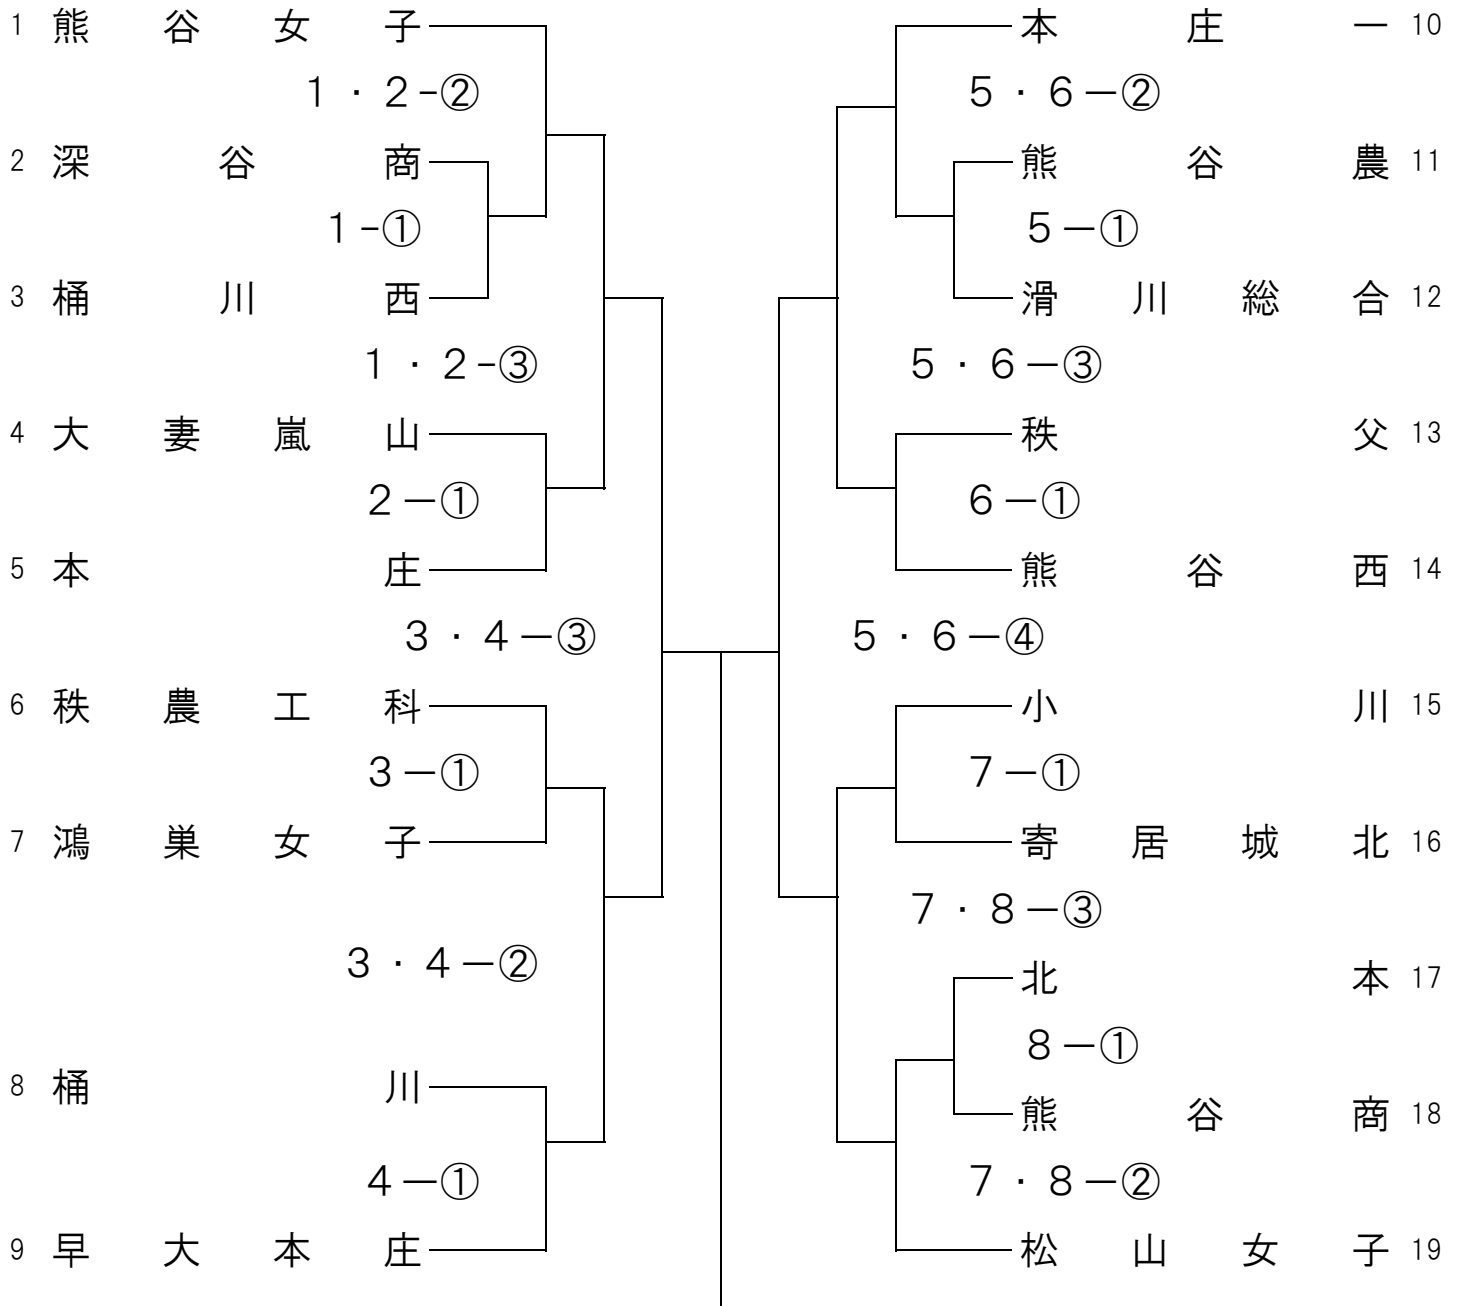 1 熊谷女子
1・2-②
2 深谷商
1-①
3 桶川西
1・2-③
4 大妻嵐山
2－①
5 本庄
3・4－③
6 秩農工科
3－①
7 鴻巣女子
3・4－②
8 桶川
4－①
9 早大本庄
本庄一 10
5・6－②
熊谷農 11
5－①
滑川総合 12
5・6－③
秩父 13
6－①
熊谷西 14
5・6－④
小川 15
7－①
寄居城北 16
7・8－③
北本 17
8－①
熊谷商 18
7・8－②
松山女子 19